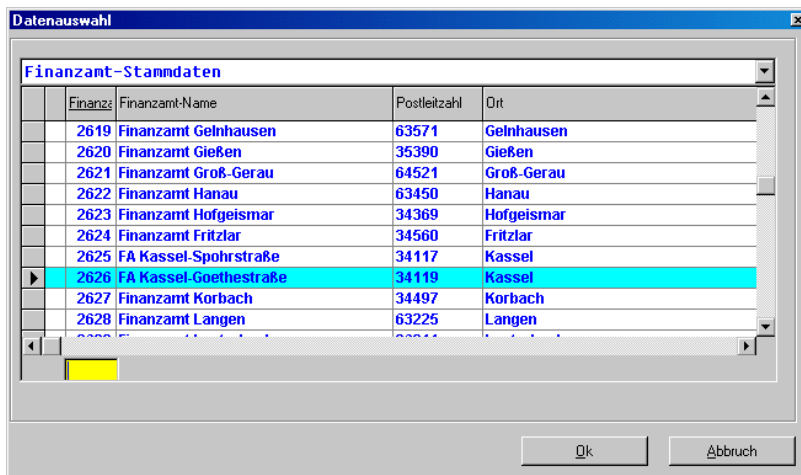 Datenauswahl
Finanzamt-Stammdaten
Finanza Finanzamt-Name Postleitzahl Ort
2619 Finanzamt Gelnhausen 63571 Gelnhausen
2620 Finanzamt Gießen 35390 Gießen
2621 Finanzamt Groß-Gerau 64521 Groß-Gerau
2622 Finanzamt Hanau 63450 Hanau
2623 Finanzamt Hofgeismar 34369 Hofgeismar
2624 Finanzamt Fritzlar 34560 Fritzlar
2625 FA Kassel-Spohrstraße 34117 Kassel
2626 FA Kassel-Goethestraße 34119 Kassel
2627 Finanzamt Korbach 34497 Korbach
2628 Finanzamt Langen 63225 Langen
Ok Abbruch